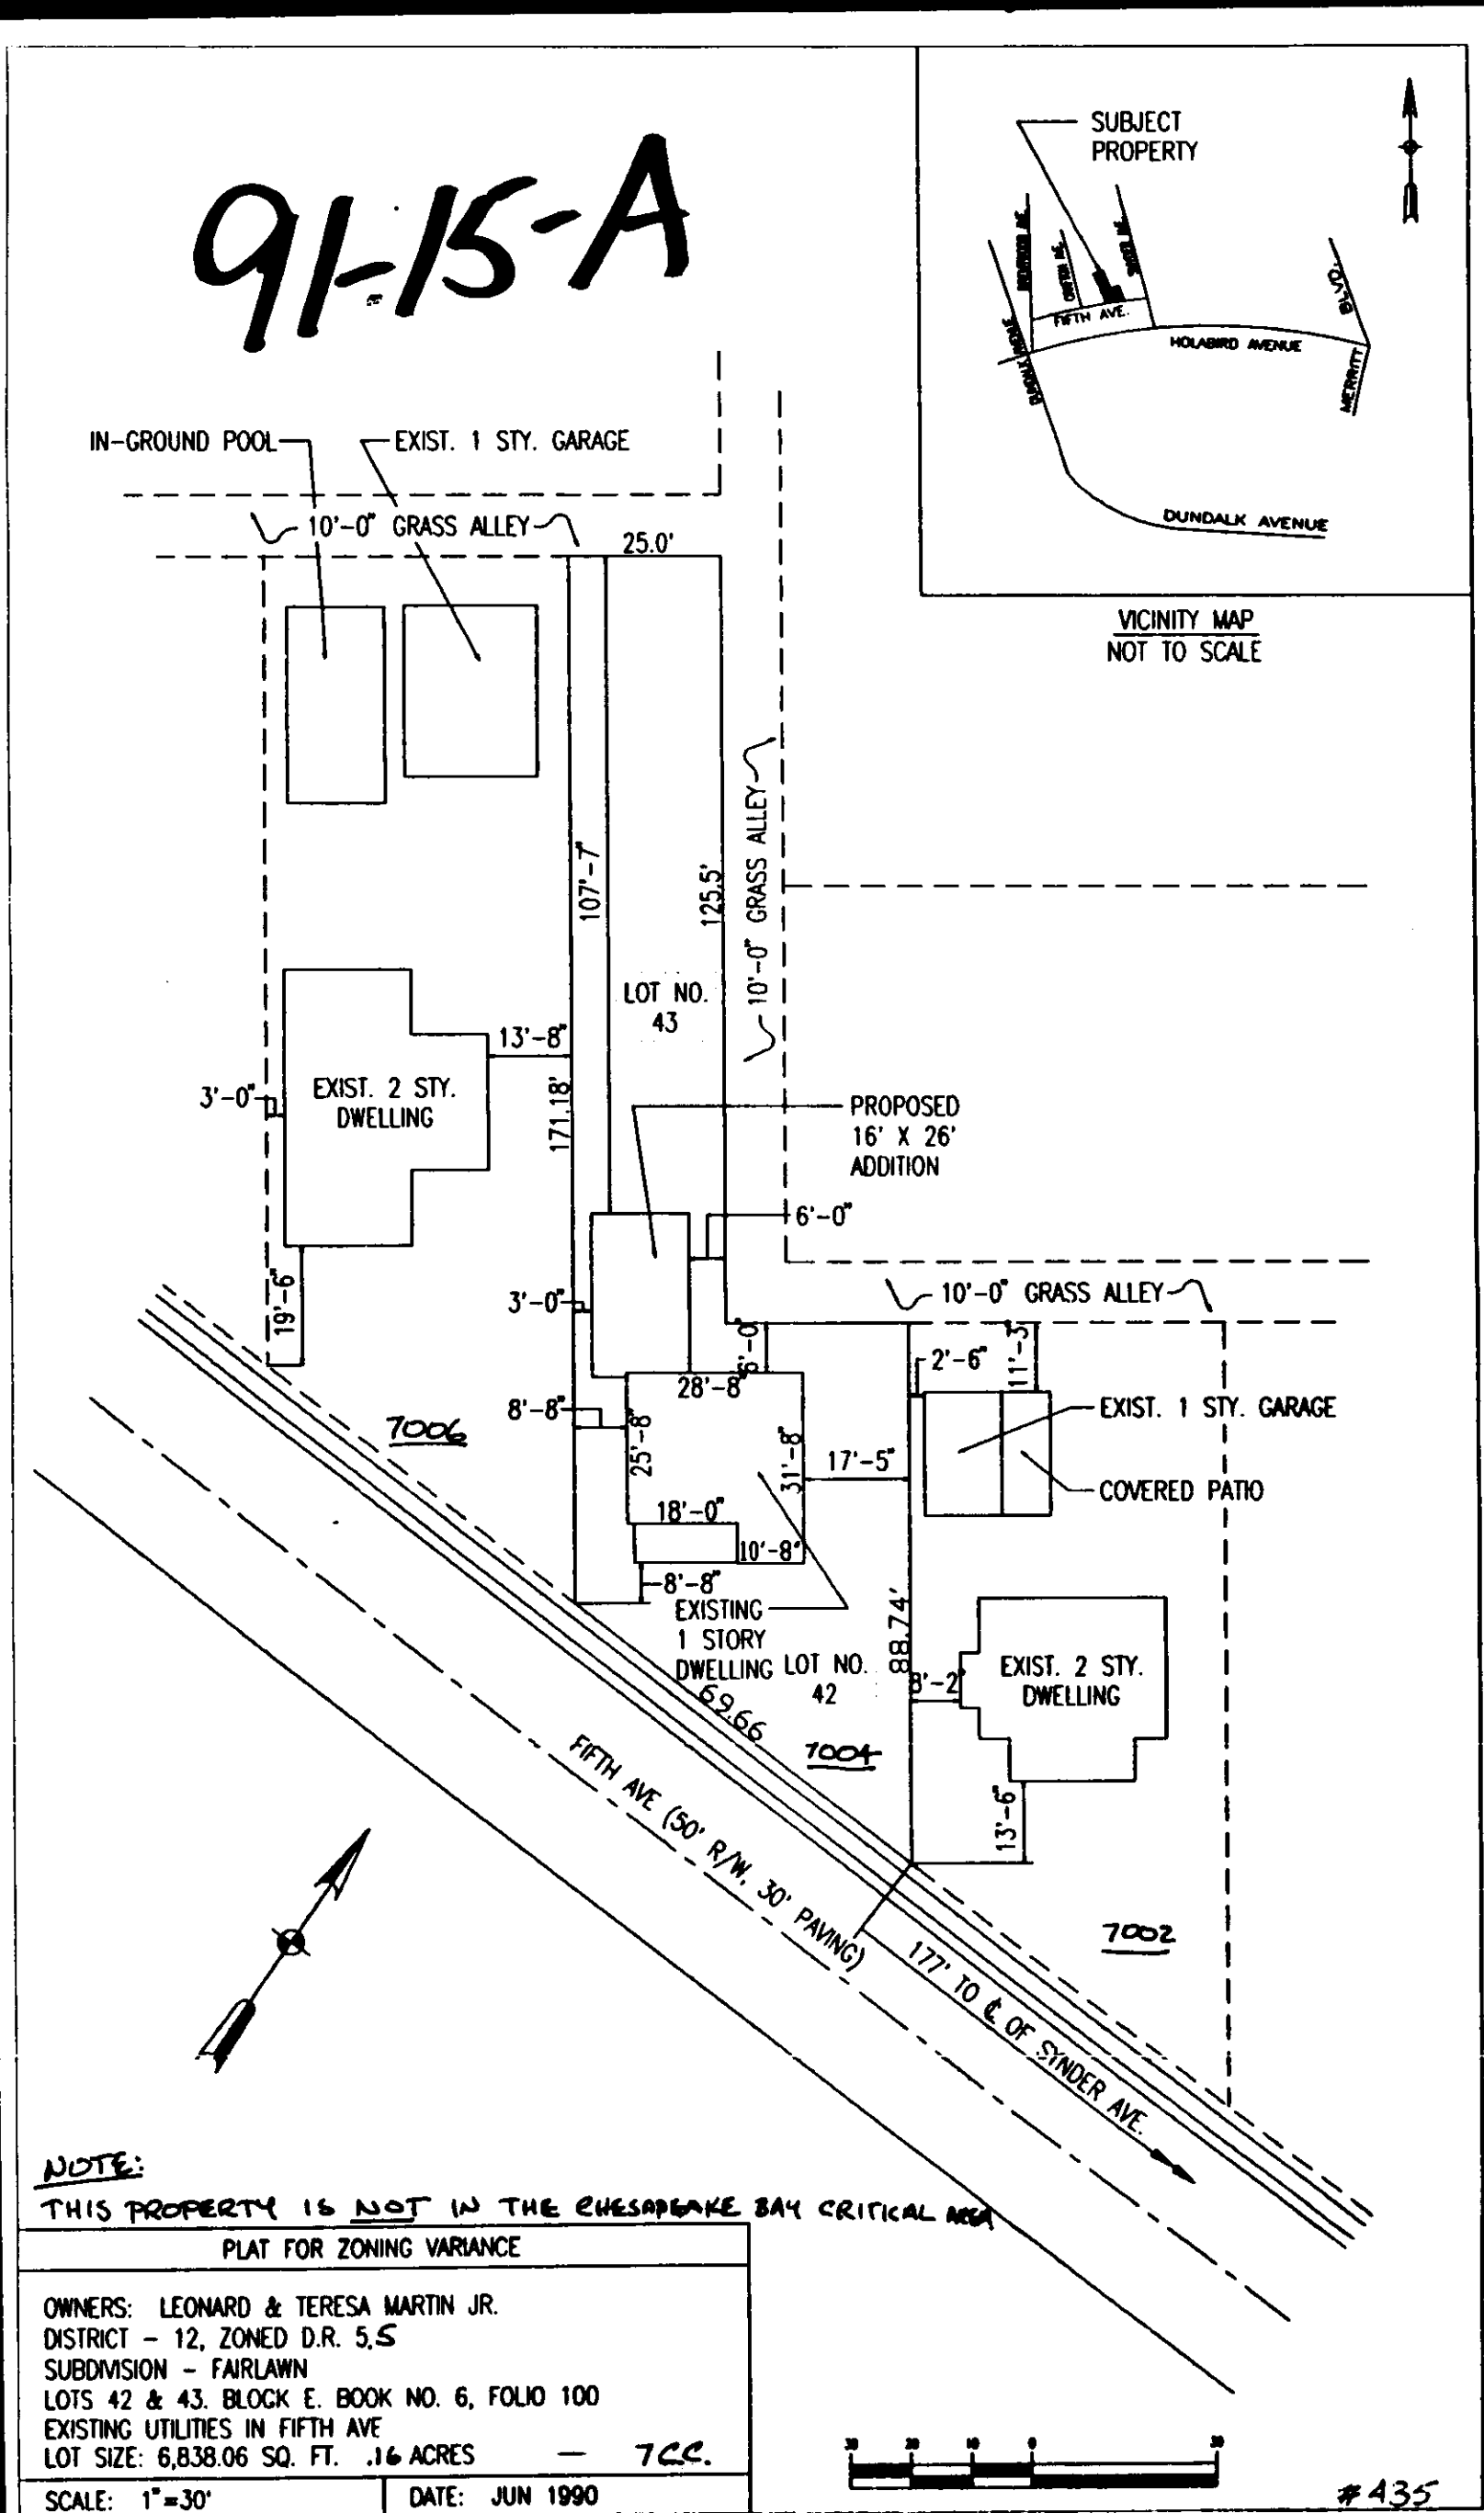 91-15-A
SUBJECT
PROPERTY
FIFTH AVE.
HOLABIRD AVENUE
BLVD.
MERRITT
DUNDALK AVENUE
VICINITY MAP
NOT TO SCALE
IN-GROUND POOL
EXIST. 1 STY. GARAGE
10'-0" GRASS ALLEY
25.0'
107'-7"
125.5'
10'-0" GRASS ALLEY
LOT NO.
43
13'-8"
3'-0"
EXIST. 2 STY.
DWELLING
171.18'
PROPOSED
16' X 26'
ADDITION
6'-0"
19'-6"
3'-0"
10'-0" GRASS ALLEY
6'-0"
2'-6"
11'-3"
28'-8"
8'-8"
25'-8"
31'-8"
17'-5"
EXIST. 1 STY. GARAGE
COVERED PATIO
7006
18'-0"
10'-8"
8'-8"
EXISTING
1 STORY
DWELLING
LOT NO.
42
88.74'
8'-2"
EXIST. 2 STY.
DWELLING
69.66
7004
13'-6"
FIFTH AVE (50' R/W, 30' PAVING)
7002
177' TO ℄ OF SYNDER AVE.
NOTE:
THIS PROPERTY IS NOT IN THE CHESAPEAKE BAY CRITICAL AREA
PLAT FOR ZONING VARIANCE
OWNERS: LEONARD & TERESA MARTIN JR.
DISTRICT - 12, ZONED D.R. 5.5
SUBDIVISION - FAIRLAWN
LOTS 42 & 43. BLOCK E. BOOK NO. 6, FOLIO 100
EXISTING UTILITIES IN FIFTH AVE
LOT SIZE: 6,838.06 SQ. FT. .16 ACRES — 7CC.
SCALE: 1"=30'
DATE: JUN 1990
30 20 10 0 30
#435